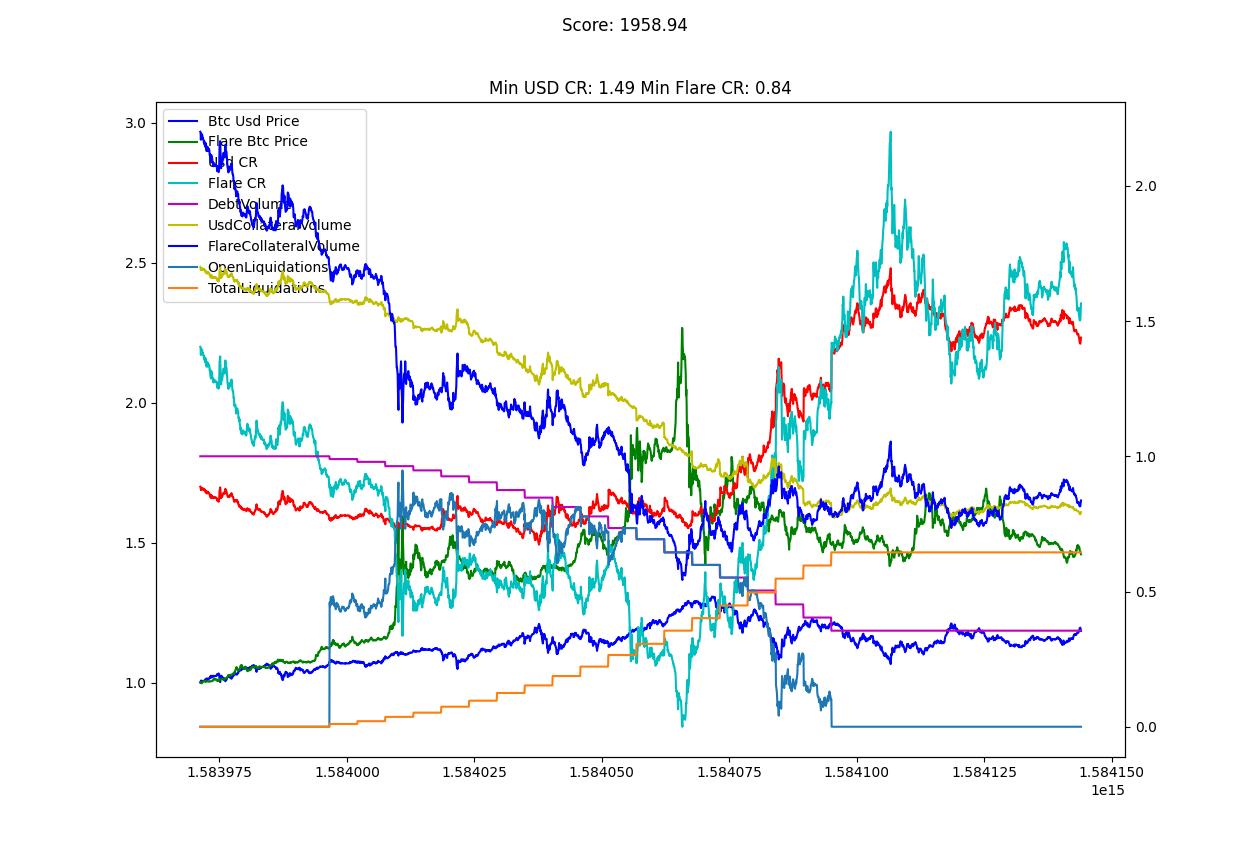 Score: 1958.94
Min USD CR: 1.49 Min Flare CR: 0.84
Btc Usd Price
Flare Btc Price
Usd CR
Flare CR
DebtVolume
UsdCollateralVolume
FlareCollateralVolume
OpenLiquidations
TotalLiquidations
3.0
2.5
2.0
1.5
1.0
2.0
1.5
1.0
0.5
0.0
1.583975
1.584000
1.584025
1.584050
1.584075
1.584100
1.584125
1.584150
1e15